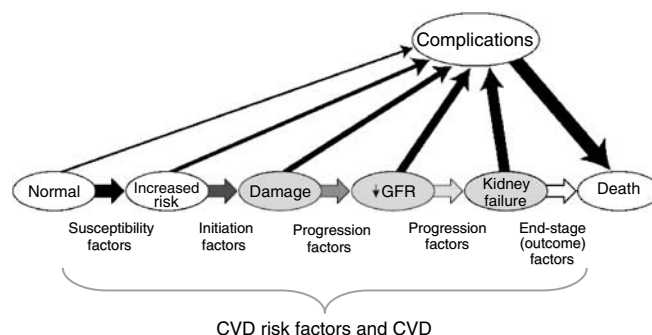 Complications
Normal
Increased
risk
Damage
↓ GFR
Kidney
failure
Death
Susceptibility
factors
Initiation
factors
Progression
factors
Progression
factors
End-stage
(outcome)
factors
CVD risk factors and CVD